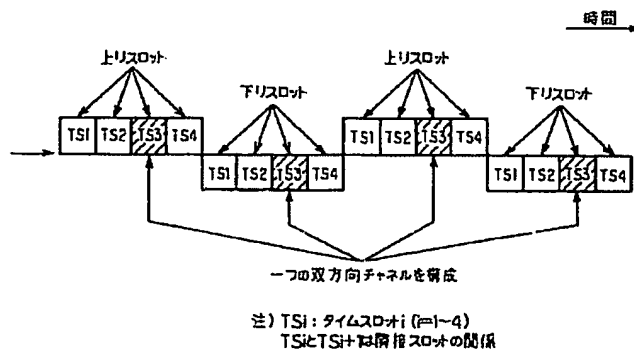 時間
上りスロット
上りスロット
下りスロット
下りスロット
TS1 TS2 TS3 TS4
TS1 TS2 TS3 TS4
TS1 TS2 TS3 TS4
TS1 TS2 TS3 TS4
一つの双方向チャネルを構成
注) TSi: タイムスロットi (i=1~4)
TSiとTSi+1は隣接スロットの関係